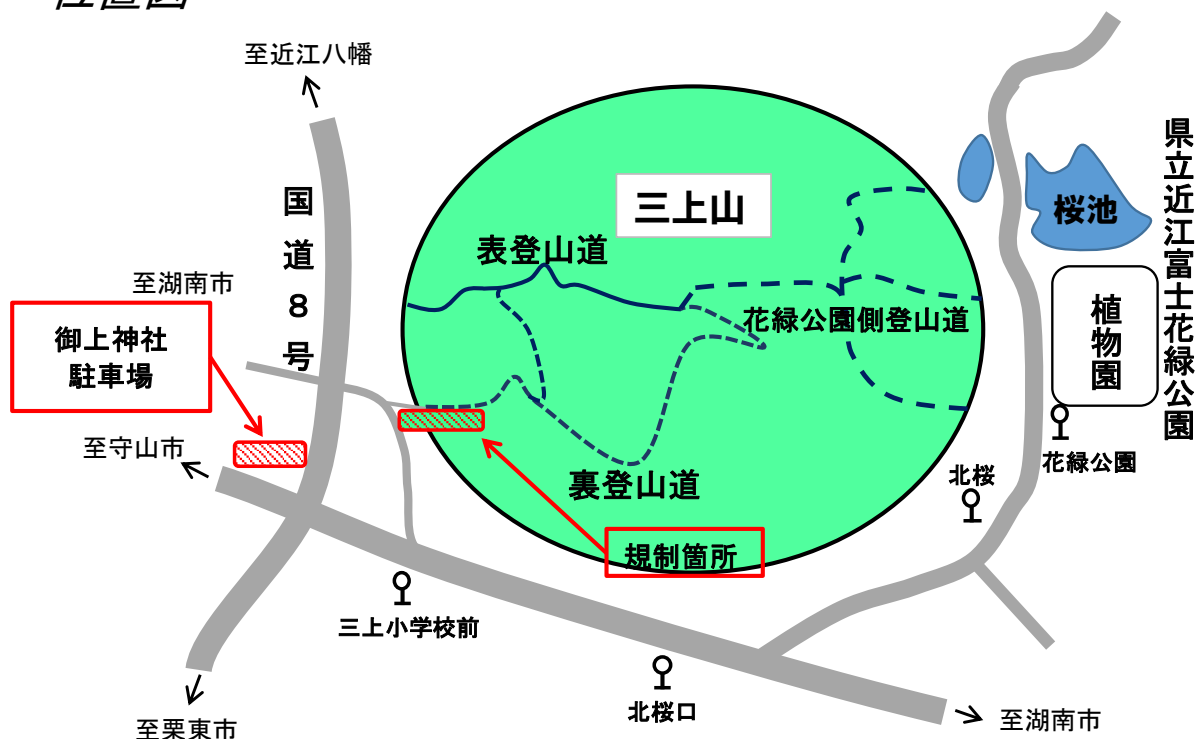 位置図
至近江八幡
国道８号
三上山
表登山道
花緑公園側登山道
裏登山道
規制箇所
至湖南市
御上神社
駐車場
至守山市
至栗東市
三上小学校前
北桜口
至湖南市
北桜
花緑公園
桜池
植物園
県立近江富士花緑公園